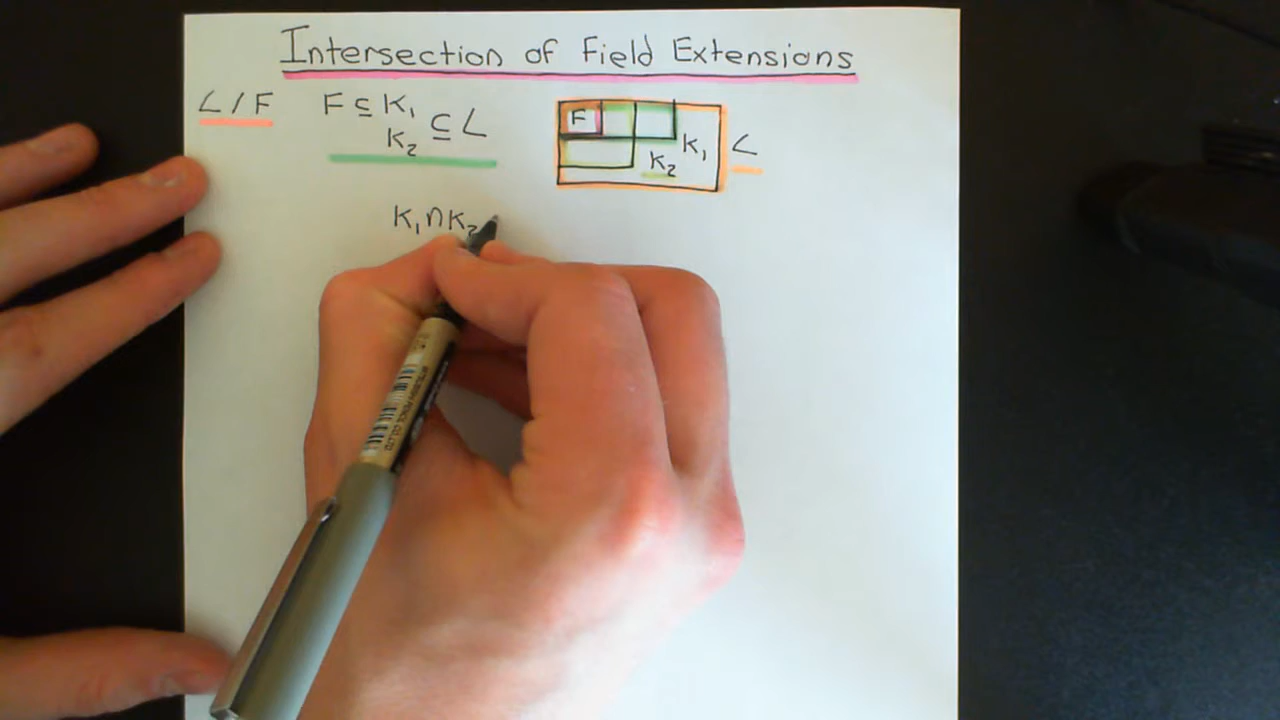 Intersection of Field Extensions
L / F F ⊆ K₁
K₂ ⊆ L
F
K₁ L
K₂
K₁ ∩ K₂